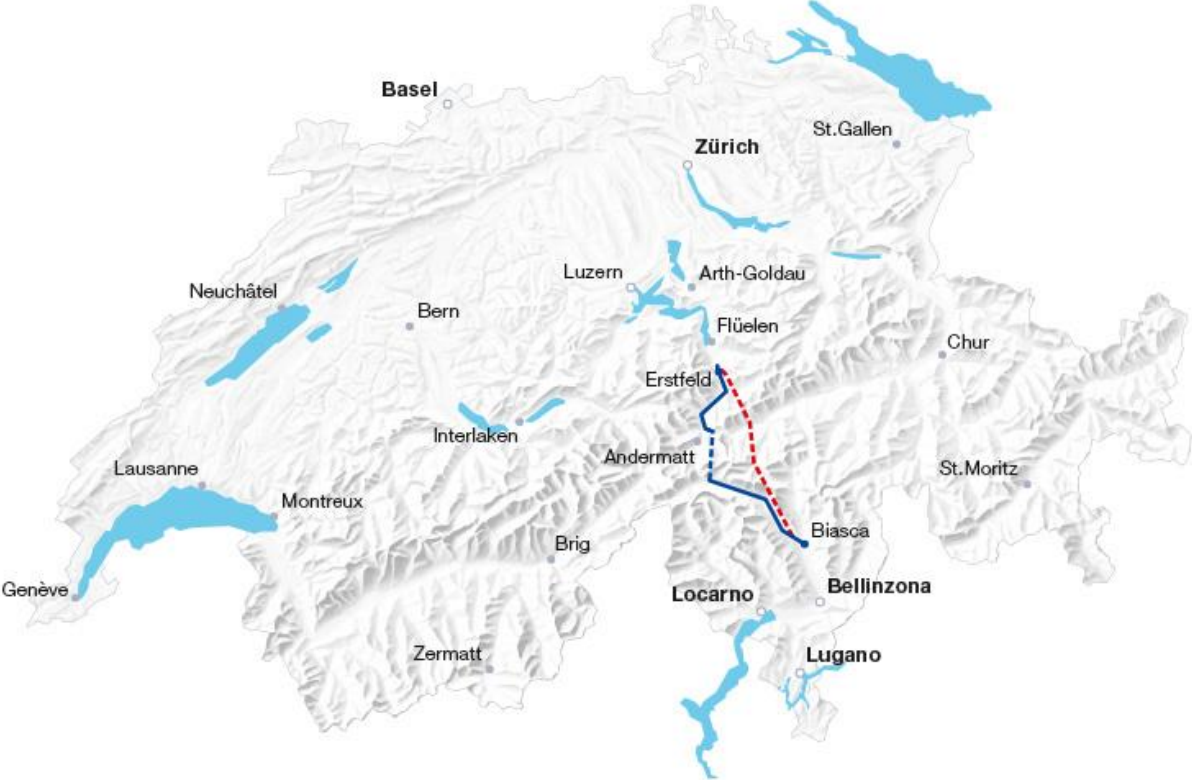 Basel
St.Gallen
Zürich
Luzern
Arth-Goldau
Neuchâtel
Bern
Flüelen
Chur
Erstfeld
Interlaken
Andermatt
Lausanne
St.Moritz
Montreux
Biasca
Brig
Genève
Locarno
Bellinzona
Zermatt
Lugano